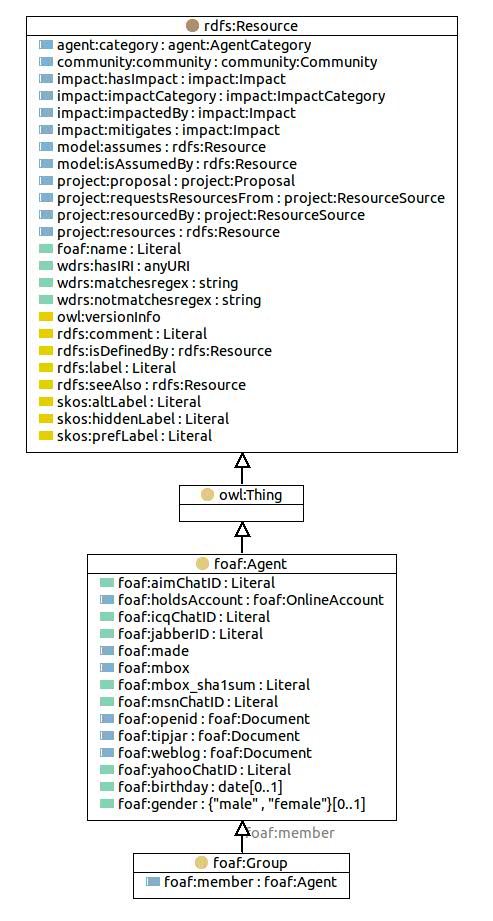 rdfs:Resource
agent:category : agent:AgentCategory
community:community : community:Community
impact:hasImpact : impact:Impact
impact:impactCategory : impact:ImpactCategory
impact:impactedBy : impact:Impact
impact:mitigates : impact:Impact
model:assumes : rdfs:Resource
model:isAssumedBy : rdfs:Resource
project:proposal : project:Proposal
project:requestsResourcesFrom : project:ResourceSource
project:resourcedBy : project:ResourceSource
project:resources : rdfs:Resource
foaf:name : Literal
wdrs:hasIRI : anyURI
wdrs:matchesregex : string
wdrs:notmatchesregex : string
owl:versionInfo
rdfs:comment : Literal
rdfs:isDefinedBy : rdfs:Resource
rdfs:label : Literal
rdfs:seeAlso : rdfs:Resource
skos:altLabel : Literal
skos:hiddenLabel : Literal
skos:prefLabel : Literal
owl:Thing
foaf:Agent
foaf:aimChatID : Literal
foaf:holdsAccount : foaf:OnlineAccount
foaf:icqChatID : Literal
foaf:jabberID : Literal
foaf:made
foaf:mbox
foaf:mbox_sha1sum : Literal
foaf:msnChatID : Literal
foaf:openid : foaf:Document
foaf:tipjar : foaf:Document
foaf:weblog : foaf:Document
foaf:yahooChatID : Literal
foaf:birthday : date[0..1]
foaf:gender : {"male" , "female"}[0..1]
foaf:member
foaf:Group
foaf:member : foaf:Agent